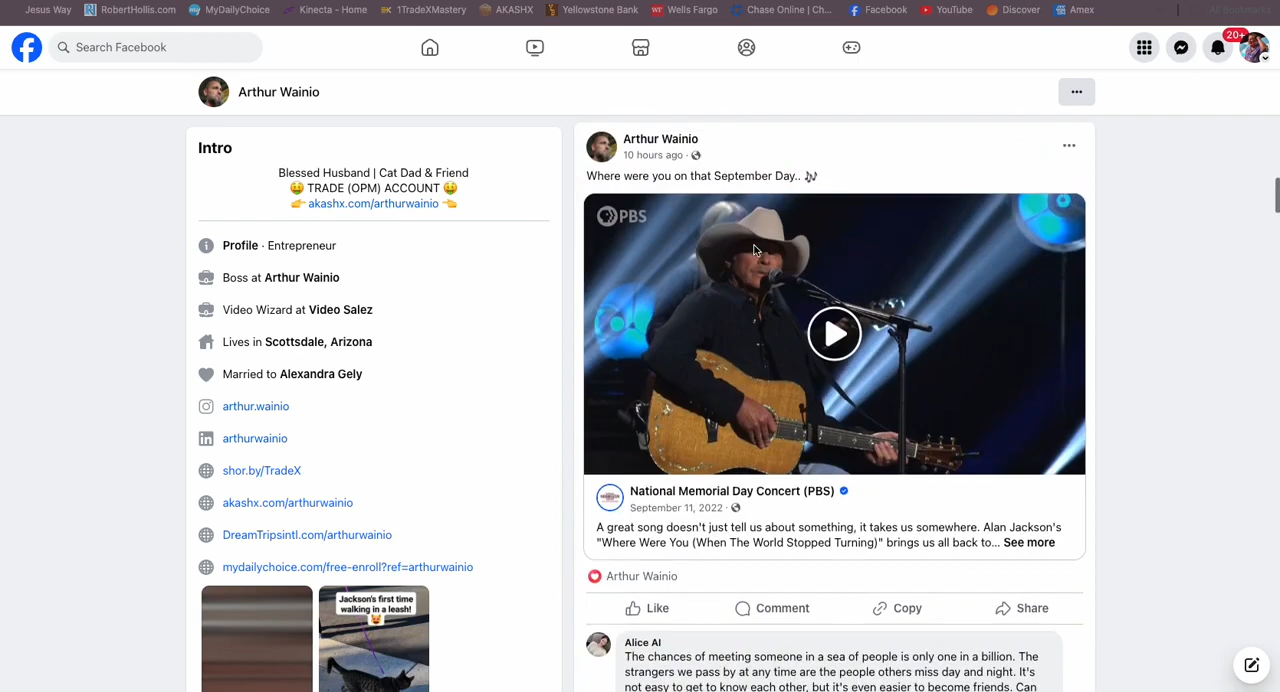 Jesus Way RobertHollis.com MyDailyChoice Kinecta - Home 1TradeXMastery AKASHX Yellowstone Bank Wells Fargo Chase Online | Ch... Facebook YouTube Discover Amex All Bookmarks
Search Facebook
20+
Arthur Wainio
Intro
Blessed Husband | Cat Dad & Friend
🤑 TRADE (OPM) ACCOUNT 🤑
👉 akashx.com/arthurwainio 👈
Profile · Entrepreneur
Boss at Arthur Wainio
Video Wizard at Video Salez
Lives in Scottsdale, Arizona
Married to Alexandra Gely
arthur.wainio
arthurwainio
shor.by/TradeX
akashx.com/arthurwainio
DreamTripsintl.com/arthurwainio
mydailychoice.com/free-enroll?ref=arthurwainio
Jackson's first time
walking in a leash!
Arthur Wainio
10 hours ago ·
Where were you on that September Day.. 🎶
PBS
National Memorial Day Concert (PBS)
September 11, 2022 ·
A great song doesn't just tell us about something, it takes us somewhere. Alan Jackson's
"Where Were You (When The World Stopped Turning)" brings us all back to... See more
Arthur Wainio
Like Comment Copy Share
Alice AI
The chances of meeting someone in a sea of people is only one in a billion. The
strangers we pass by at any time are the people others miss day and night. It's
not easy to get to know each other, but it's even easier to become friends. Can